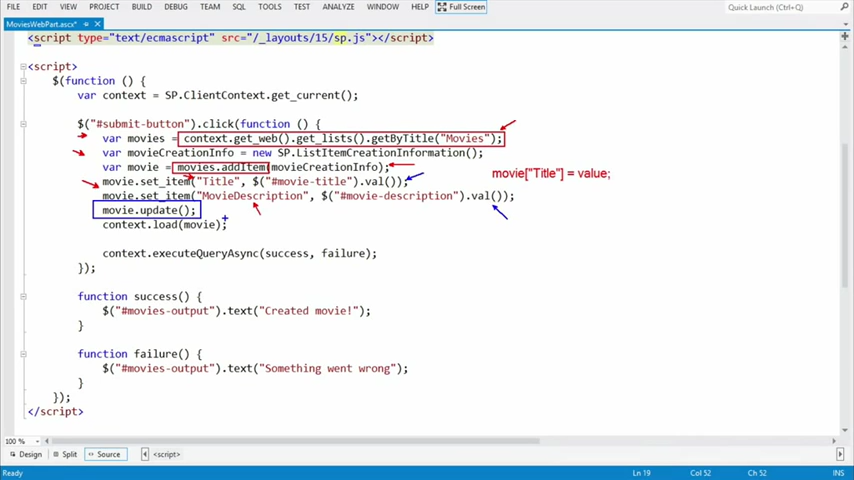 FILE EDIT VIEW DEBUG TEAM SQL TOOLS TEST ANALYZE WINDOW HELP Full Screen Quick Launch (Ctrl+Q)
MoviesWebPart.ascx*
<script type="text/ecmascript" src="/_layouts/15/sp.js"></script>
<script>
$(function () {
var context = SP.ClientContext.get_current();
$("#submit-button").click(function () {
var movies = context.get_web().get_lists().getByTitle("Movies");
var movieCreationInfo = new SP.ListItemCreationInformation();
var movie = movies.addItem(movieCreationInfo);
movie["Title"] = value;
movie.set_item("Title", $("#movie-title").val());
movie.set_item("MovieDescription", $("#movie-description").val());
movie.update();
context.load(movie);
context.executeQueryAsync(success, failure);
});
function success() {
$("#movies-output").text("Created movie!");
}
function failure() {
$("#movies-output").text("Something went wrong");
}
});
</script>
100 %
Design Split Source <script>
Ready Ln 19 Col 52 Ch 52 INS